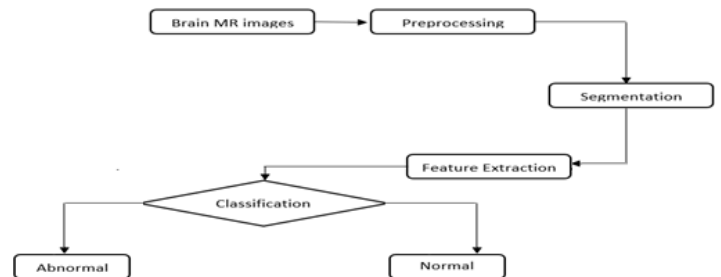 Brain MR images
Preprocessing
Segmentation
Feature Extraction
Classification
Abnormal
Normal